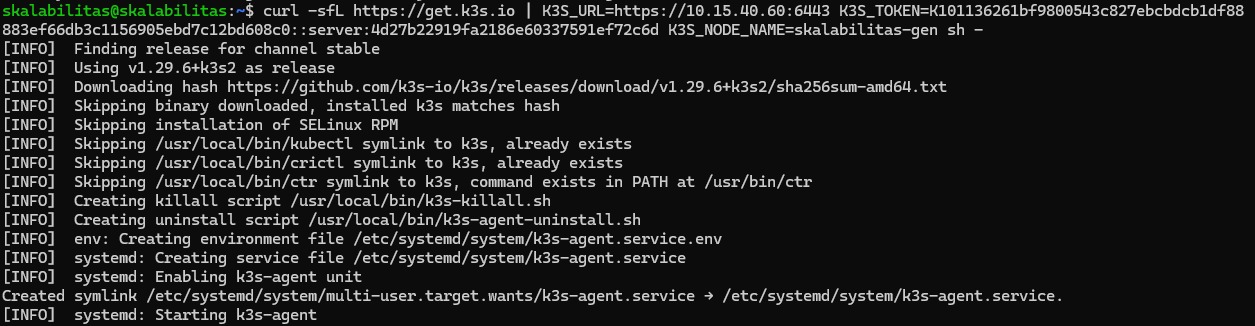 skalabilitas@skalabilitas:~$ curl -sfL https://get.k3s.io | K3S_URL=https://10.15.40.60:6443 K3S_TOKEN=K101136261bf9800543c827ebcbdcb1df88
883ef66db3c1156905ebd7c12bd608c0::server:4d27b22919fa2186e60337591ef72c6d K3S_NODE_NAME=skalabilitas-gen sh -
[INFO]  Finding release for channel stable
[INFO]  Using v1.29.6+k3s2 as release
[INFO]  Downloading hash https://github.com/k3s-io/k3s/releases/download/v1.29.6+k3s2/sha256sum-amd64.txt
[INFO]  Skipping binary downloaded, installed k3s matches hash
[INFO]  Skipping installation of SELinux RPM
[INFO]  Skipping /usr/local/bin/kubectl symlink to k3s, already exists
[INFO]  Skipping /usr/local/bin/crictl symlink to k3s, already exists
[INFO]  Skipping /usr/local/bin/ctr symlink to k3s, command exists in PATH at /usr/bin/ctr
[INFO]  Creating killall script /usr/local/bin/k3s-killall.sh
[INFO]  Creating uninstall script /usr/local/bin/k3s-agent-uninstall.sh
[INFO]  env: Creating environment file /etc/systemd/system/k3s-agent.service.env
[INFO]  systemd: Creating service file /etc/systemd/system/k3s-agent.service
[INFO]  systemd: Enabling k3s-agent unit
Created symlink /etc/systemd/system/multi-user.target.wants/k3s-agent.service → /etc/systemd/system/k3s-agent.service.
[INFO]  systemd: Starting k3s-agent